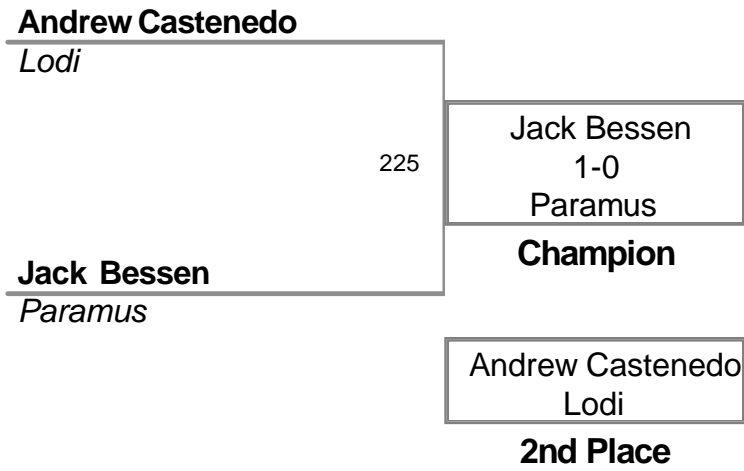 Andrew Castenedo
Lodi
Jack Bessen
225
1-0
Paramus
Champion
Jack Bessen
Paramus
Andrew Castenedo
Lodi
2nd Place